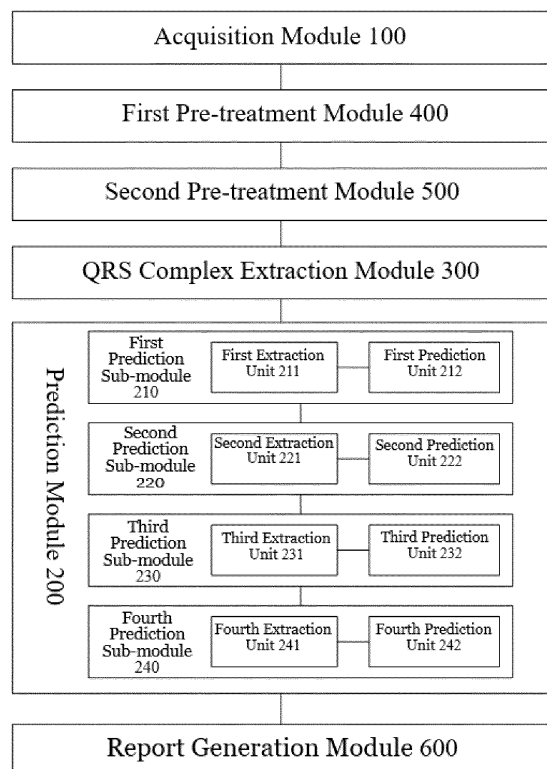 Acquisition Module 100
First Pre-treatment Module 400
Second Pre-treatment Module 500
QRS Complex Extraction Module 300
Prediction Module 200
First
Prediction
Sub-module
210
First Extraction
Unit 211
First Prediction
Unit 212
Second
Prediction
Sub-module
220
Second Extraction
Unit 221
Second Prediction
Unit 222
Third
Prediction
Sub-module
230
Third Extraction
Unit 231
Third Prediction
Unit 232
Fourth
Prediction
Sub-module
240
Fourth Extraction
Unit 241
Fourth Prediction
Unit 242
Report Generation Module 600